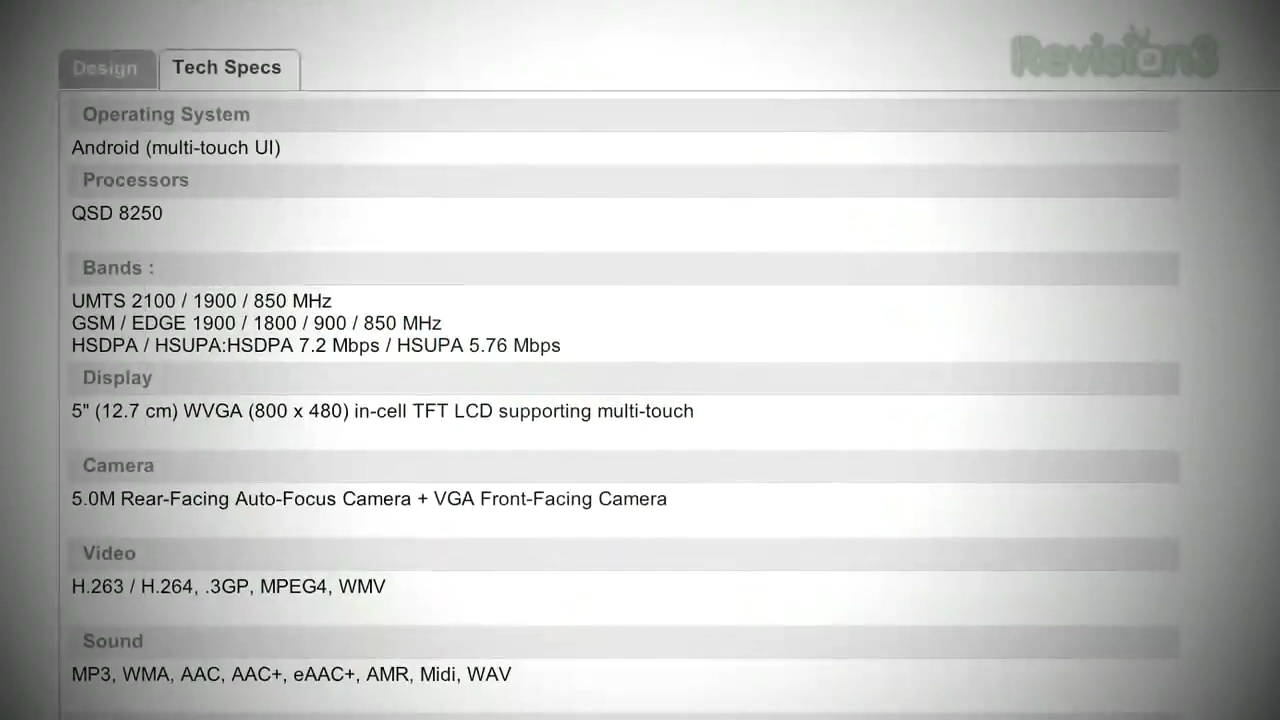 Design
Tech Specs
Revision3
Operating System
Android (multi-touch UI)
Processors
QSD 8250
Bands :
UMTS 2100 / 1900 / 850 MHz
GSM / EDGE 1900 / 1800 / 900 / 850 MHz
HSDPA / HSUPA:HSDPA 7.2 Mbps / HSUPA 5.76 Mbps
Display
5" (12.7 cm) WVGA (800 x 480) in-cell TFT LCD supporting multi-touch
Camera
5.0M Rear-Facing Auto-Focus Camera + VGA Front-Facing Camera
Video
H.263 / H.264, .3GP, MPEG4, WMV
Sound
MP3, WMA, AAC, AAC+, eAAC+, AMR, Midi, WAV